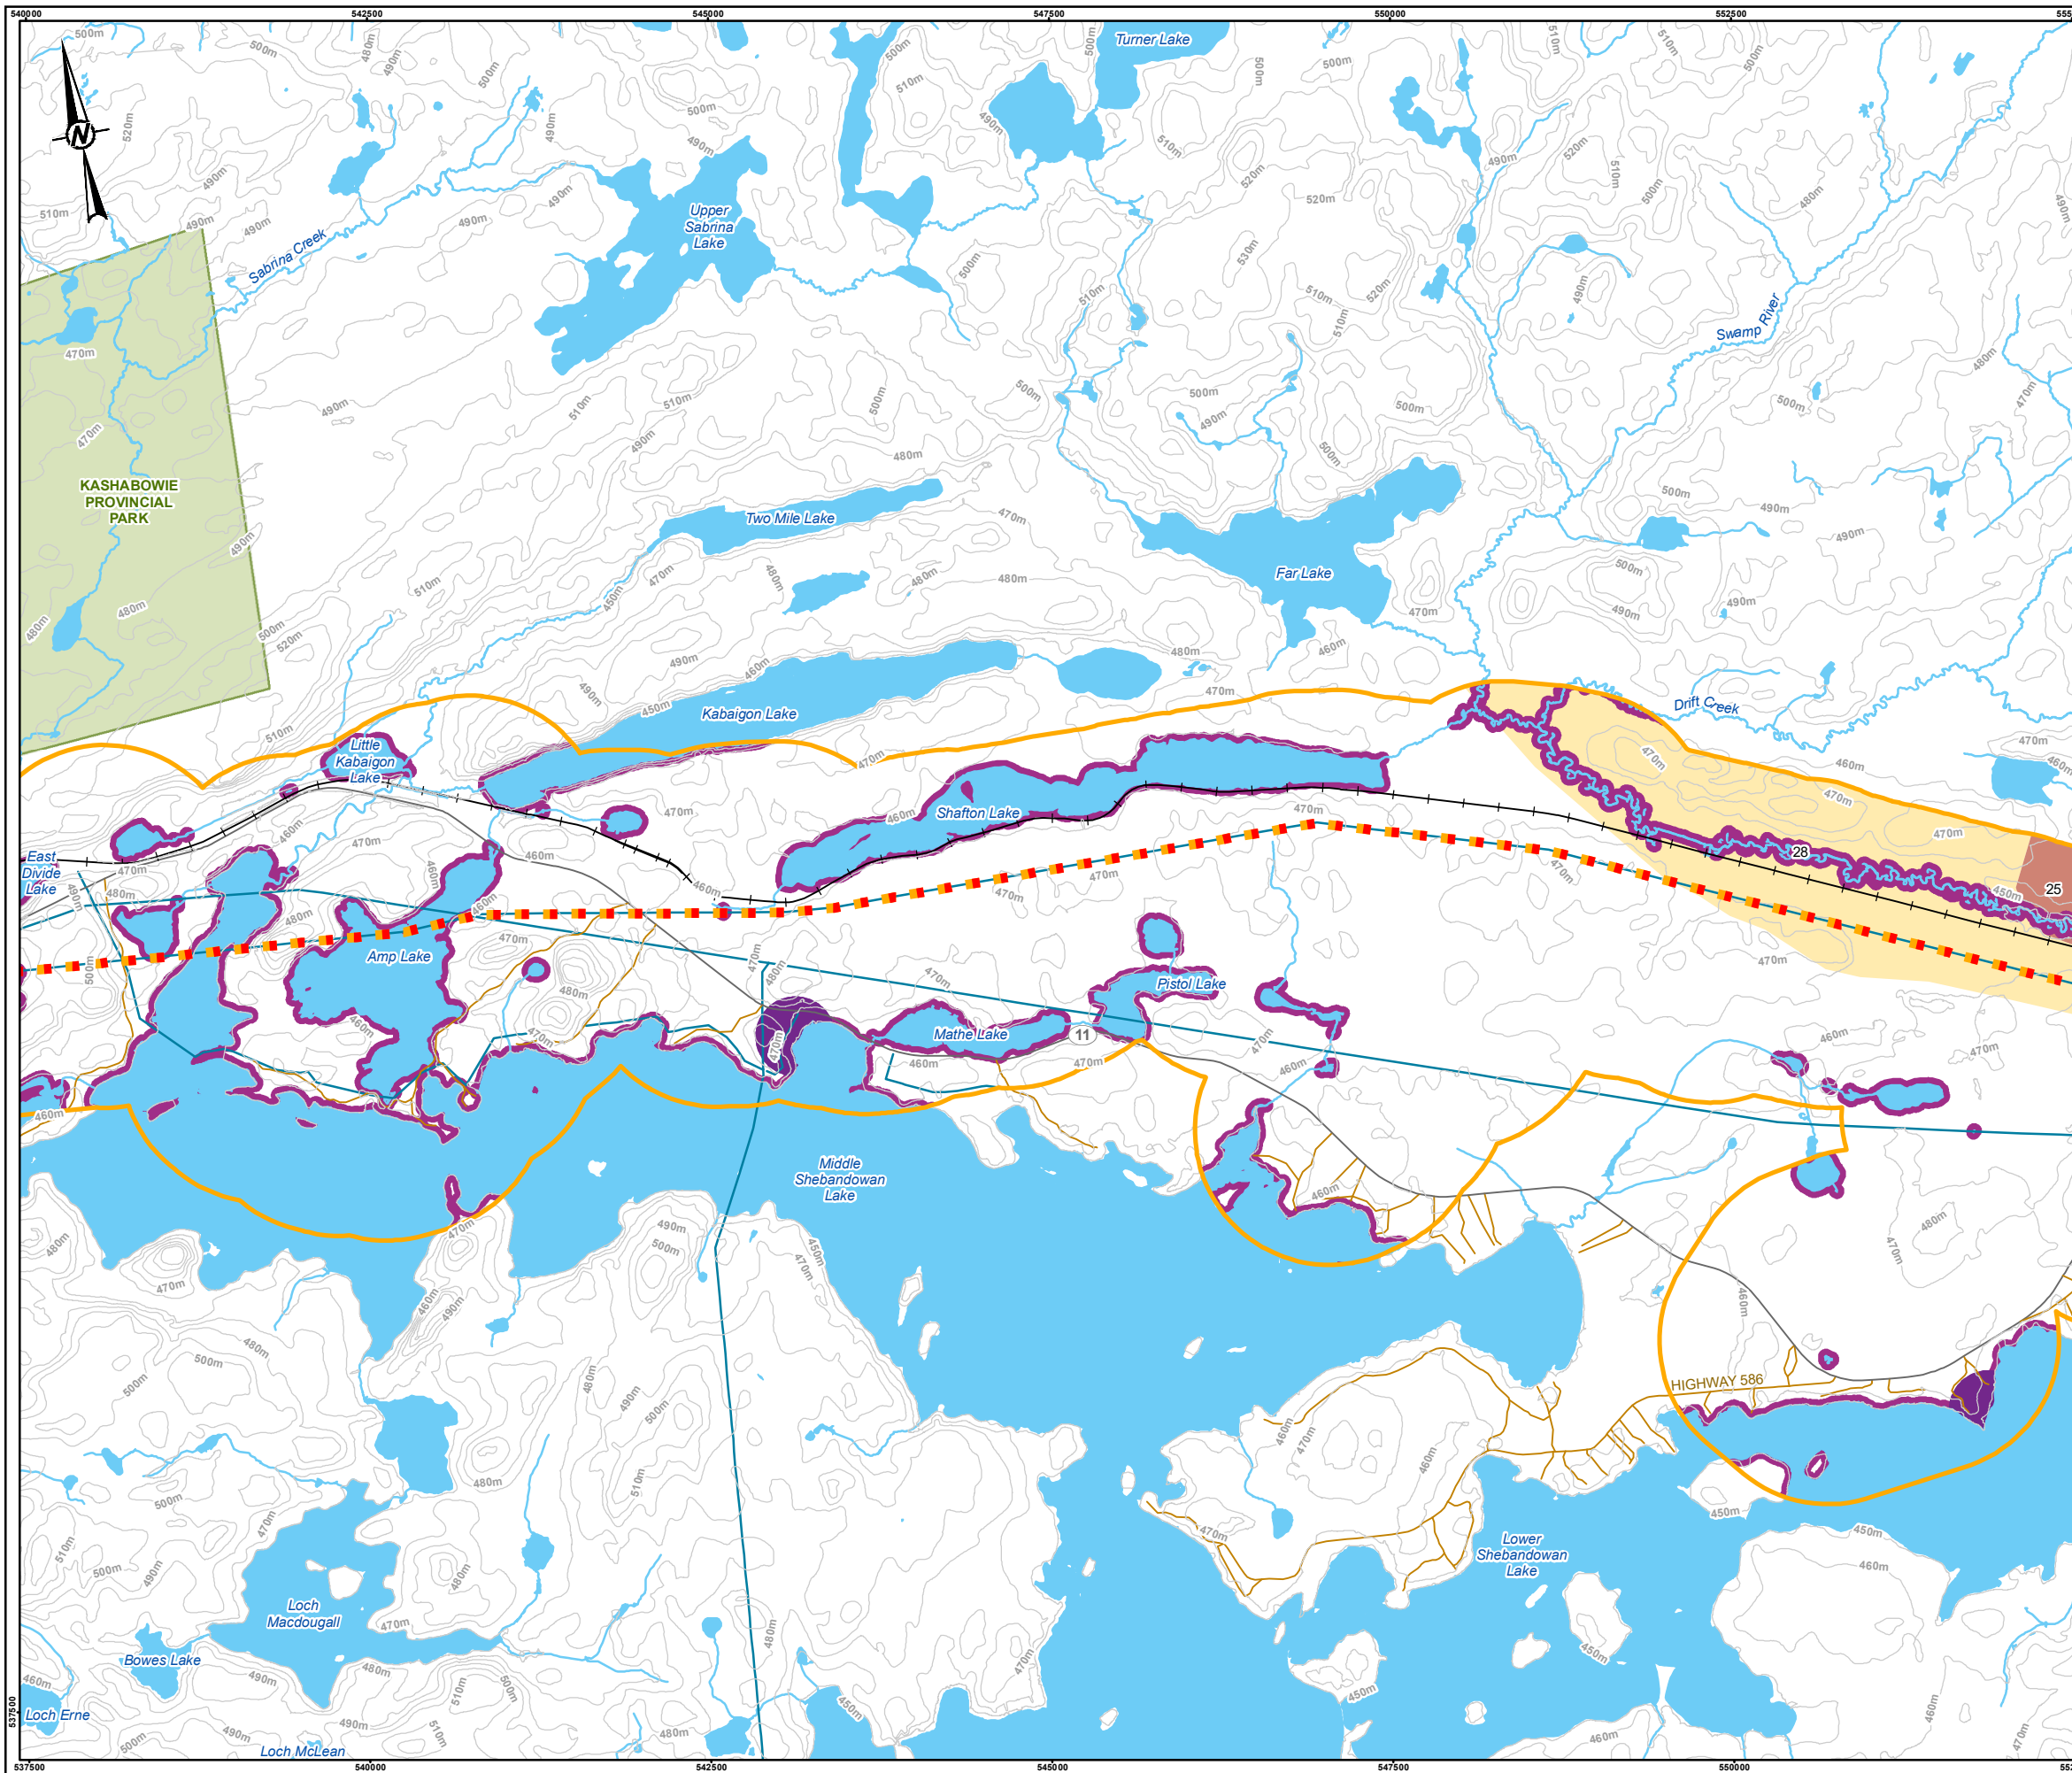 540000 542500 545000 547500 550000 552500
Turner Lake
N
Upper
Sabrina
Lake
Sabrina Creek
Swamp River
KASHABOWIE
PROVINCIAL
PARK
Two Mile Lake
Far Lake
Kabaigon Lake
Drift Creek
Little
Kabaigon
Lake
Shafton Lake
28
East
Divide
Lake
25
Amp Lake
Pistol Lake
Mathe Lake
11
Middle
Shebandowan
Lake
HIGHWAY 586
Lower
Shebandowan
Lake
Loch
Macdougall
Bowes Lake
Loch Erne
Loch McLean
537500 540000 542500 545000 547500 550000
500m
510m
520m
490m
480m
470m
530m
460m
450m